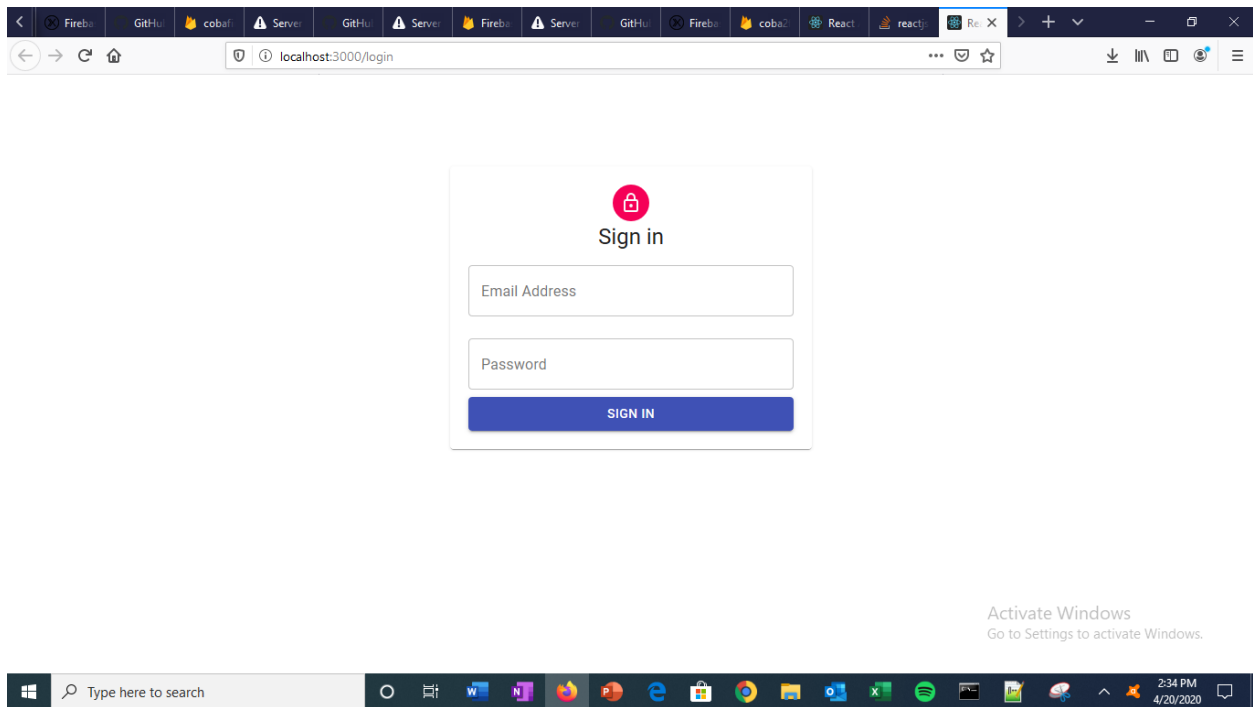 Fireba GitHu cobafi Server GitHu Server Fireba Server GitHu Fireba coba2 React reactjs Re
localhost:3000/login
Sign in
Email Address
Password
SIGN IN
Activate Windows
Go to Settings to activate Windows.
Type here to search
2:34 PM
4/20/2020